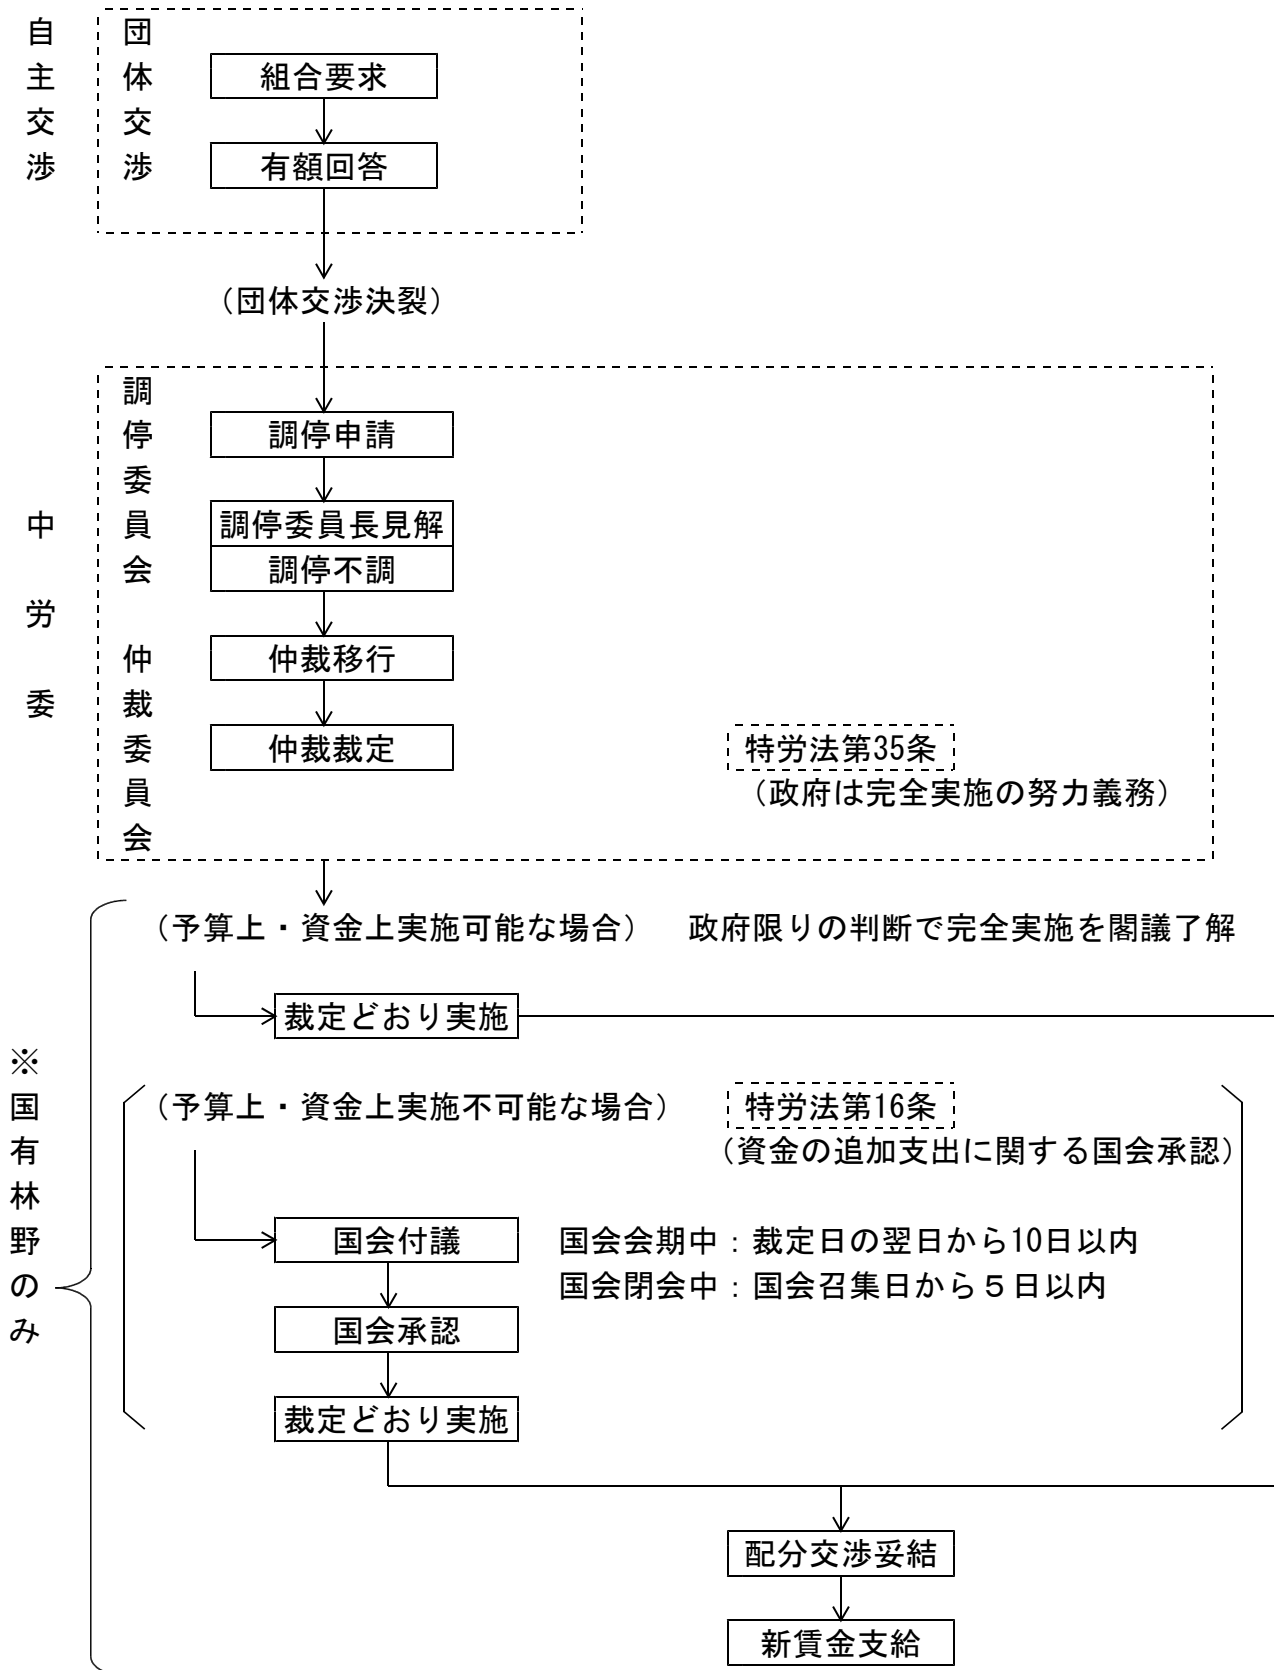 自主交渉
団体交渉
組合要求
有額回答
（団体交渉決裂）
中労委
調停委員会
調停申請
調停委員長見解
調停不調
仲裁委員会
仲裁移行
仲裁裁定
特労法第35条
（政府は完全実施の努力義務）
※国有林野のみ
（予算上・資金上実施可能な場合）　政府限りの判断で完全実施を閣議了解
裁定どおり実施
（予算上・資金上実施不可能な場合）
特労法第16条
（資金の追加支出に関する国会承認）
国会付議
国会会期中：裁定日の翌日から10日以内
国会閉会中：国会召集日から５日以内
国会承認
裁定どおり実施
配分交渉妥結
新賃金支給